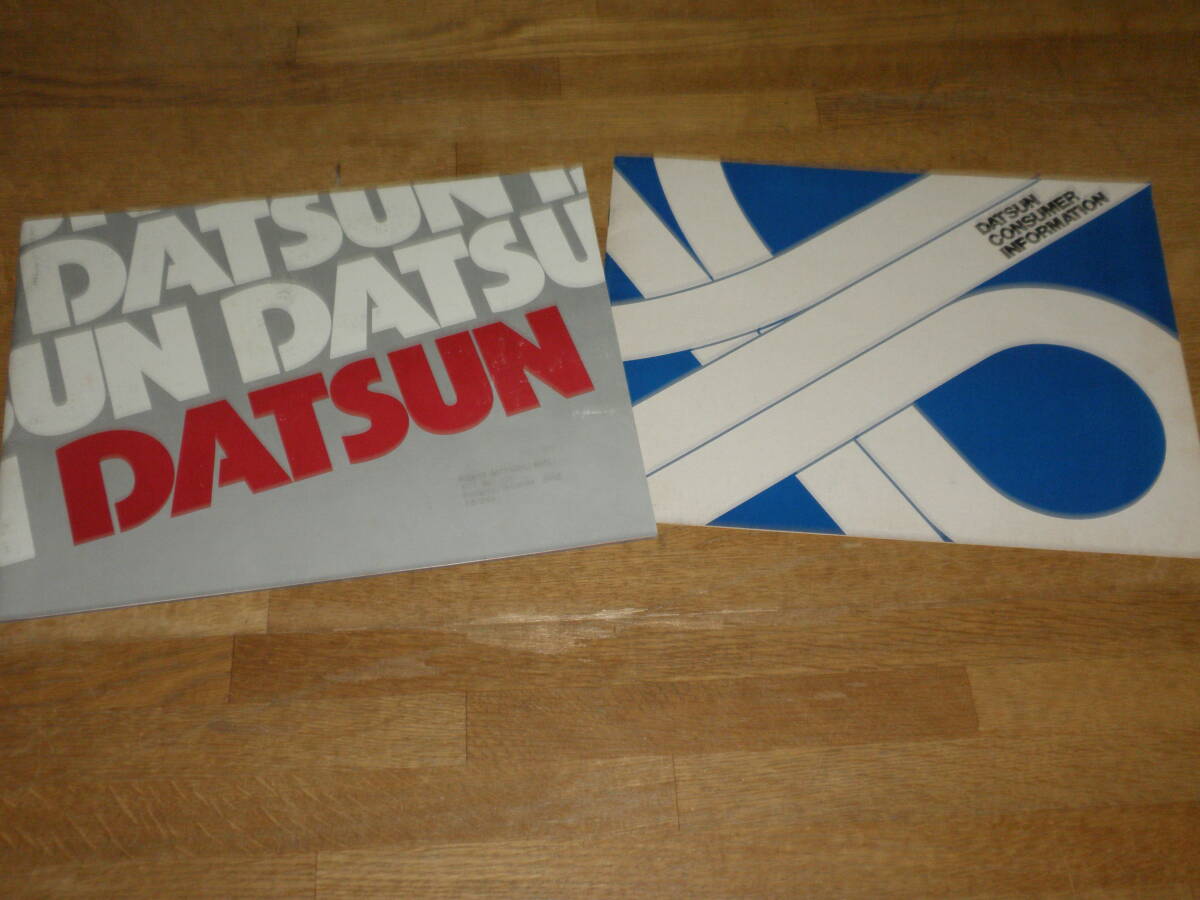 DATSUN
DATSU
UN
DATSUN
DATSUN
CONSUMER
INFORMATION